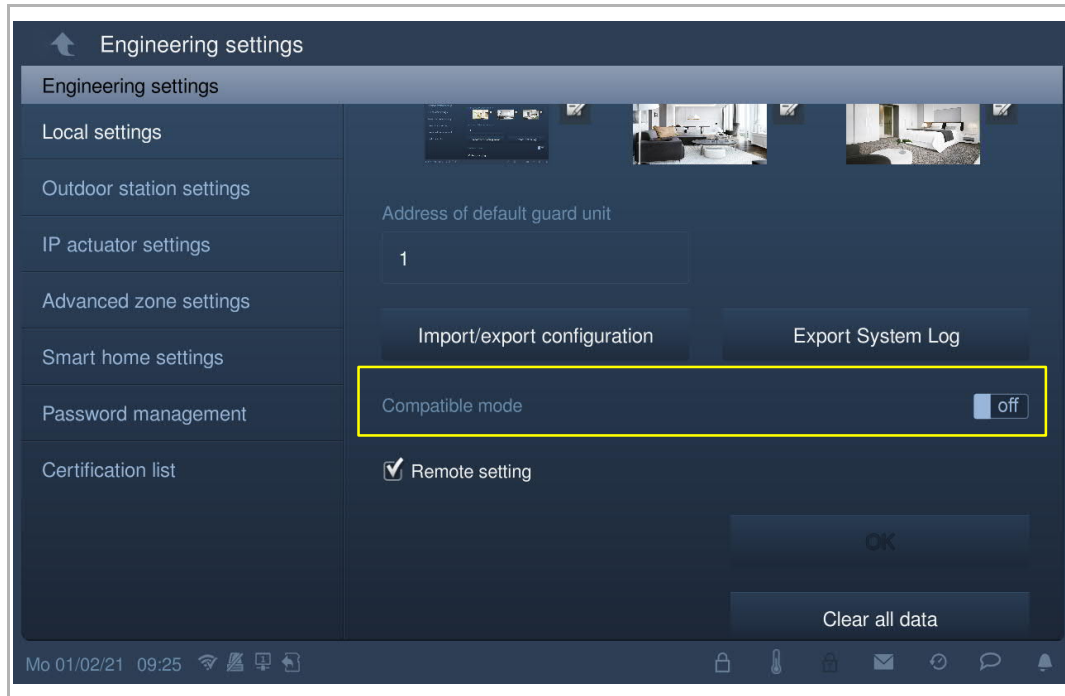 Engineering settings
Engineering settings
Local settings
Outdoor station settings
IP actuator settings
Advanced zone settings
Smart home settings
Password management
Certification list
Address of default guard unit
1
Import/export configuration
Export System Log
Compatible mode
off
Remote setting
OK
Clear all data
Mo 01/02/21 09:25